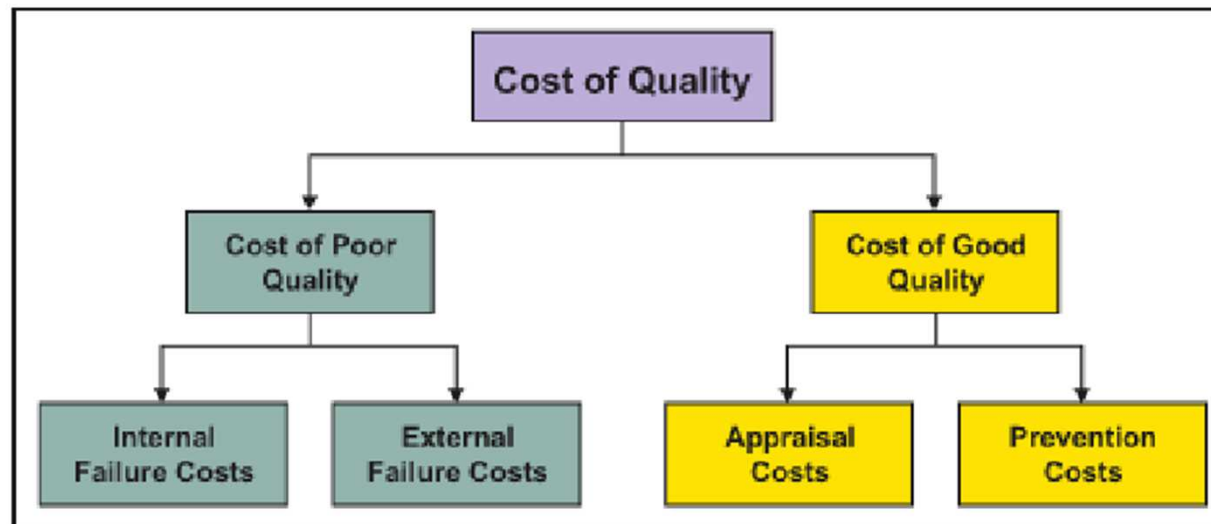 Cost of Quality
Cost of Poor
Quality
Cost of Good
Quality
Internal
Failure Costs
External
Failure Costs
Appraisal
Costs
Prevention
Costs